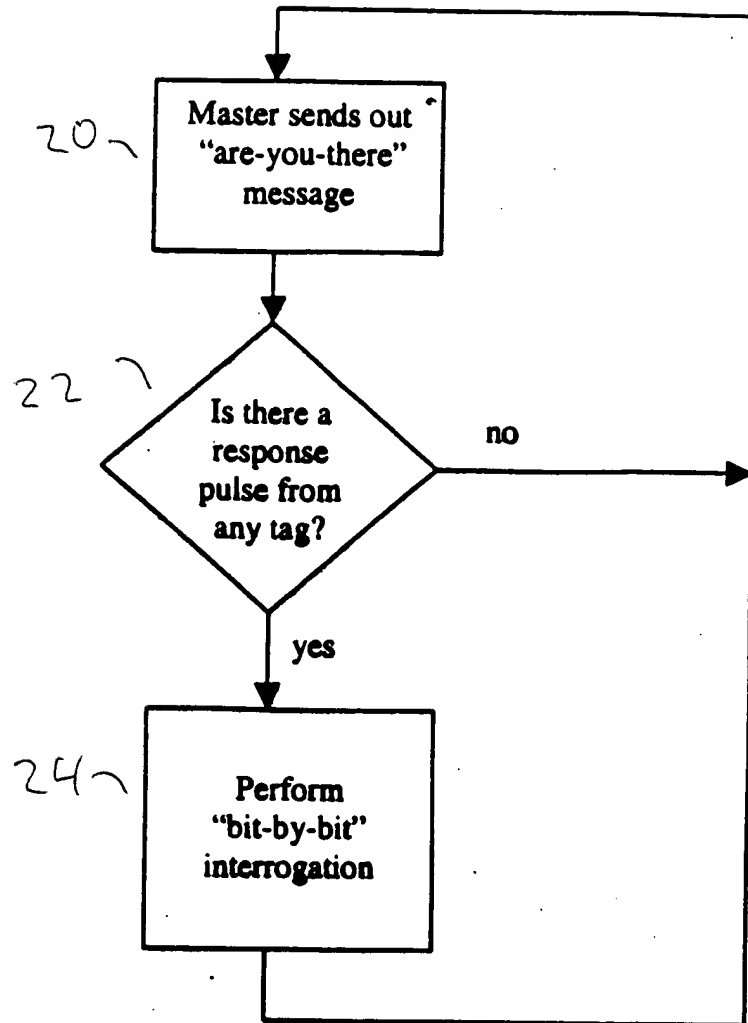 20
Master sends out
“are-you-there”
message
22
Is there a
response
pulse from
any tag?
no
yes
24
Perform
“bit-by-bit”
interrogation